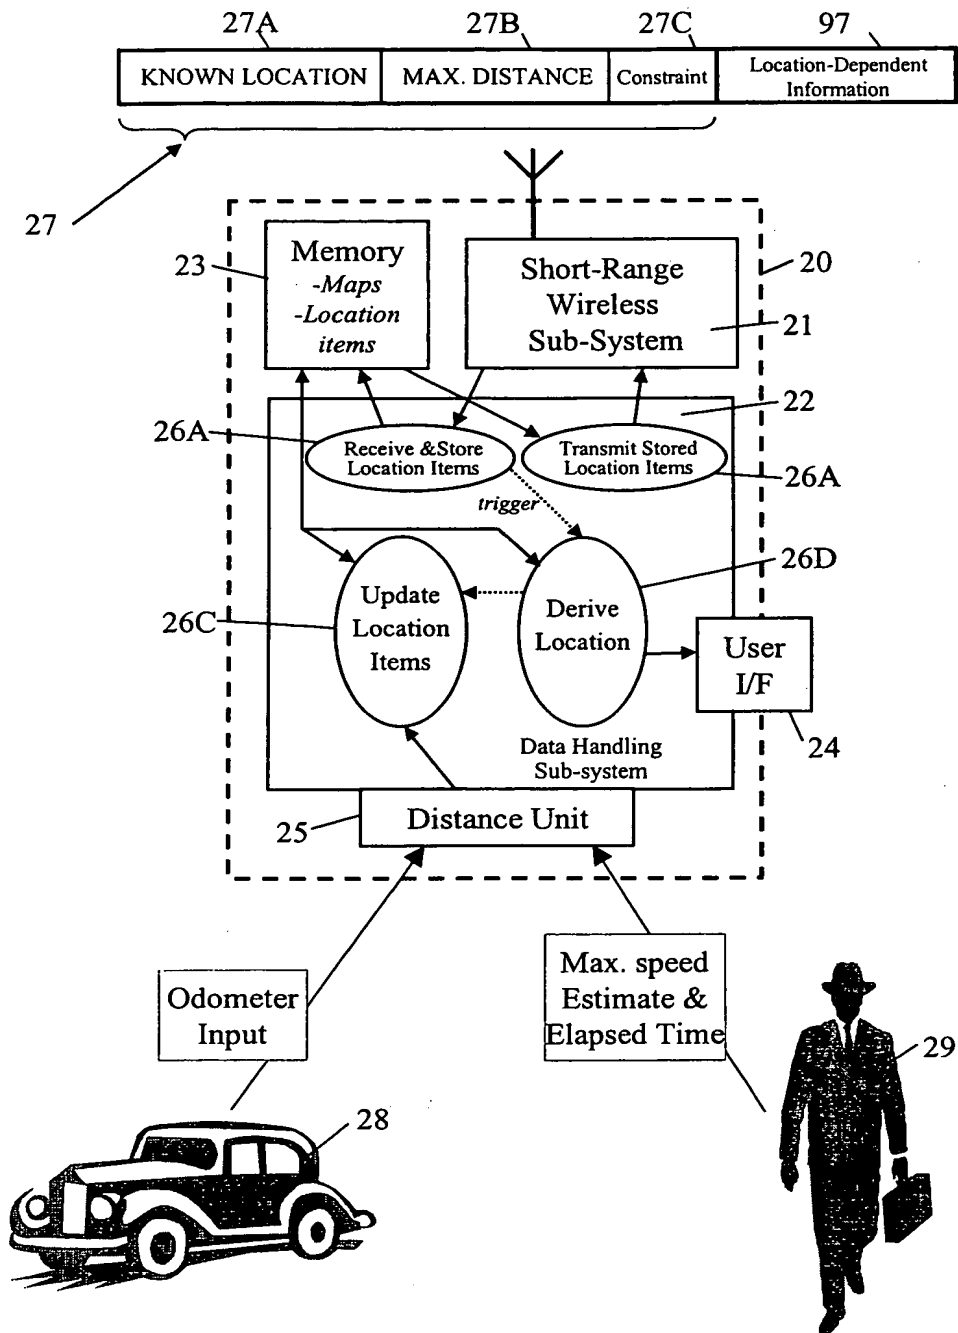 27A 27B 27C 97
KNOWN LOCATION MAX. DISTANCE Constraint Location-Dependent
Information
27
23
Memory
-Maps
-Location
items
Short-Range
Wireless
Sub-System
20
21
22
26A
Receive &Store
Location Items
Transmit Stored
Location Items
26A
trigger
26D
26C
Update
Location
Items
Derive
Location
User
I/F
24
Data Handling
Sub-system
25
Distance Unit
Odometer
Input
Max. speed
Estimate &
Elapsed Time
29
28